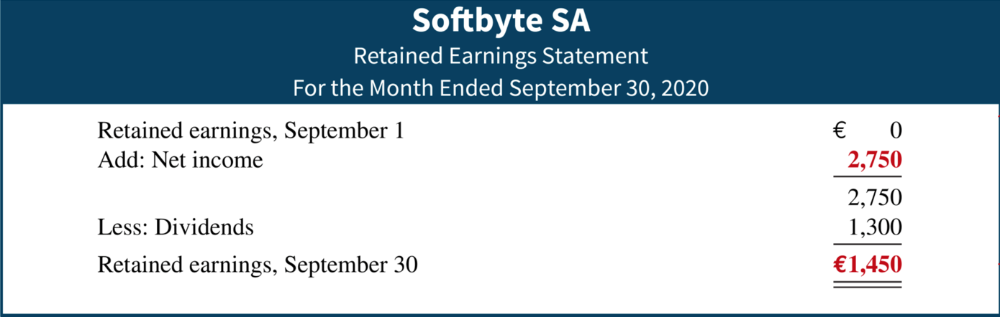 Softbyte SA
Retained Earnings Statement
For the Month Ended September 30, 2020
Retained earnings, September 1 € 0
Add: Net income 2,750
2,750
Less: Dividends 1,300
Retained earnings, September 30 €1,450